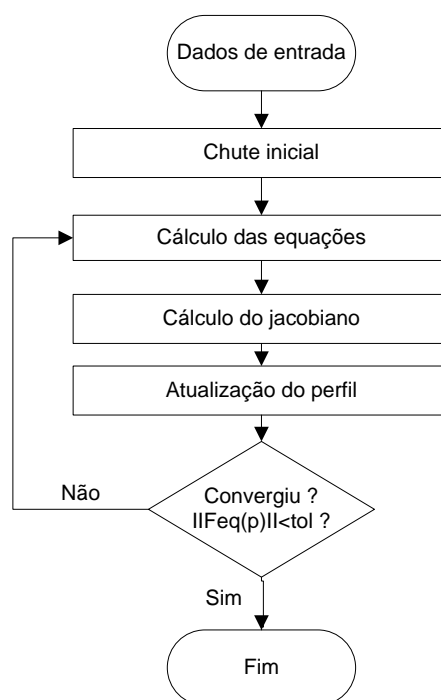 Dados de entrada
Chute inicial
Cálculo das equações
Cálculo do jacobiano
Atualização do perfil
Não
Convergiu ?
IIFeq(p)II<tol ?
Sim
Fim